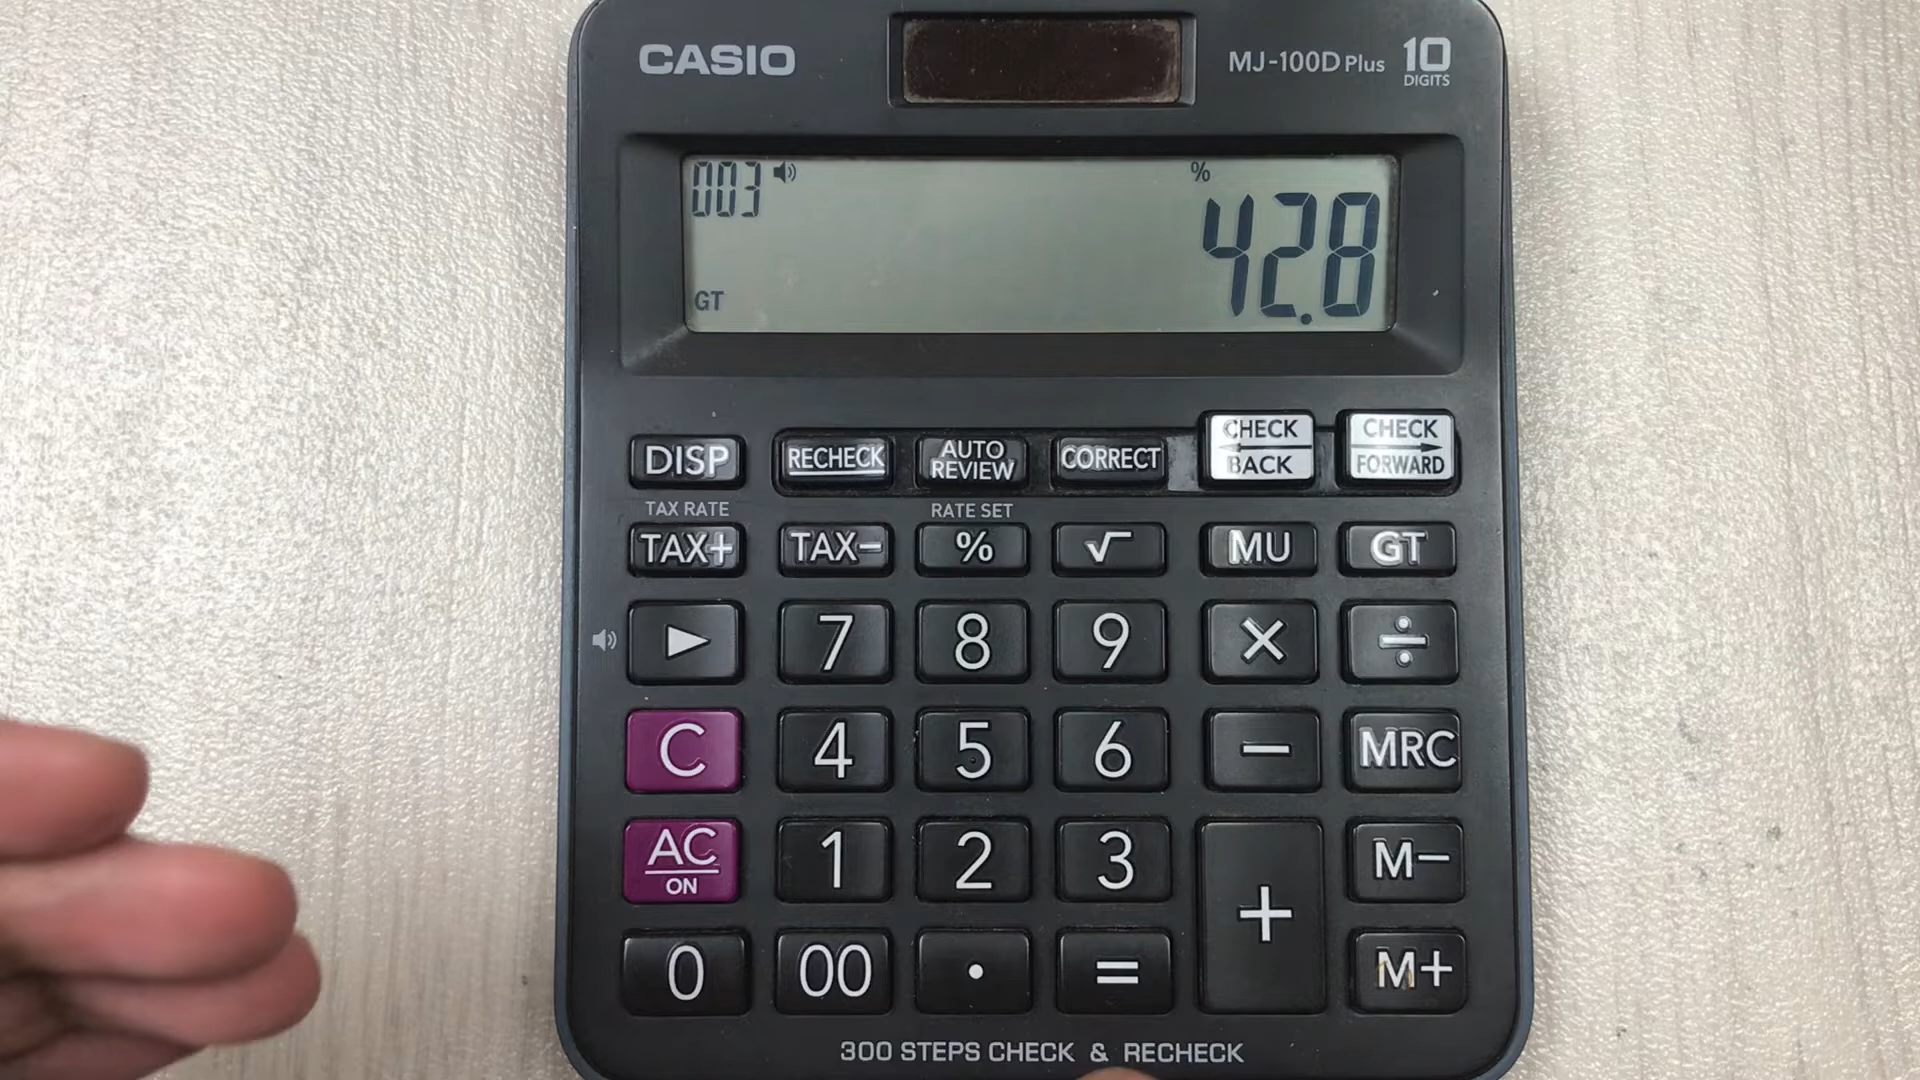 CASIO
MJ-100D Plus
10
DIGITS
003
%
42.8
GT
DISP
RECHECK
AUTO
REVIEW
CORRECT
CHECK
BACK
CHECK
FORWARD
TAX RATE
RATE SET
TAX+
TAX−
%
√
MU
GT
7
8
9
×
÷
C
4
5
6
−
MRC
AC
ON
1
2
3
+
M−
0
00
.
=
M+
300 STEPS CHECK & RECHECK